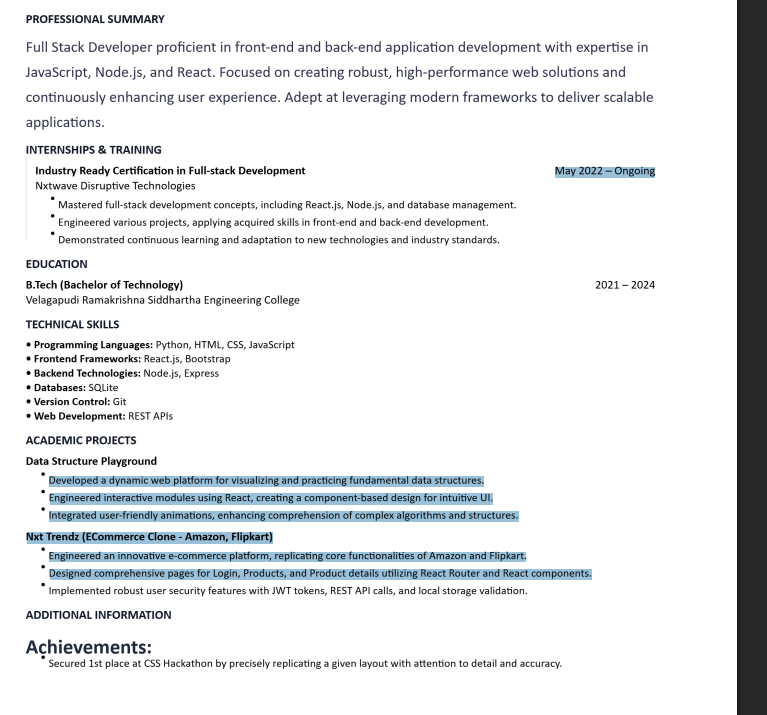 PROFESSIONAL SUMMARY
Full Stack Developer proficient in front-end and back-end application development with expertise in
JavaScript, Node.js, and React. Focused on creating robust, high-performance web solutions and
continuously enhancing user experience. Adept at leveraging modern frameworks to deliver scalable
applications.
INTERNSHIPS & TRAINING
Industry Ready Certification in Full-stack Development May 2022 – Ongoing
Nxtwave Disruptive Technologies
• Mastered full-stack development concepts, including React.js, Node.js, and database management.
• Engineered various projects, applying acquired skills in front-end and back-end development.
• Demonstrated continuous learning and adaptation to new technologies and industry standards.
EDUCATION
B.Tech (Bachelor of Technology) 2021 – 2024
Velagapudi Ramakrishna Siddhartha Engineering College
TECHNICAL SKILLS
• Programming Languages: Python, HTML, CSS, JavaScript
• Frontend Frameworks: React.js, Bootstrap
• Backend Technologies: Node.js, Express
• Databases: SQLite
• Version Control: Git
• Web Development: REST APIs
ACADEMIC PROJECTS
Data Structure Playground
• Developed a dynamic web platform for visualizing and practicing fundamental data structures.
• Engineered interactive modules using React, creating a component-based design for intuitive UI.
• Integrated user-friendly animations, enhancing comprehension of complex algorithms and structures.
Nxt Trendz (ECommerce Clone - Amazon, Flipkart)
• Engineered an innovative e-commerce platform, replicating core functionalities of Amazon and Flipkart.
• Designed comprehensive pages for Login, Products, and Product details utilizing React Router and React components.
• Implemented robust user security features with JWT tokens, REST API calls, and local storage validation.
ADDITIONAL INFORMATION
Achievements:
• Secured 1st place at CSS Hackathon by precisely replicating a given layout with attention to detail and accuracy.